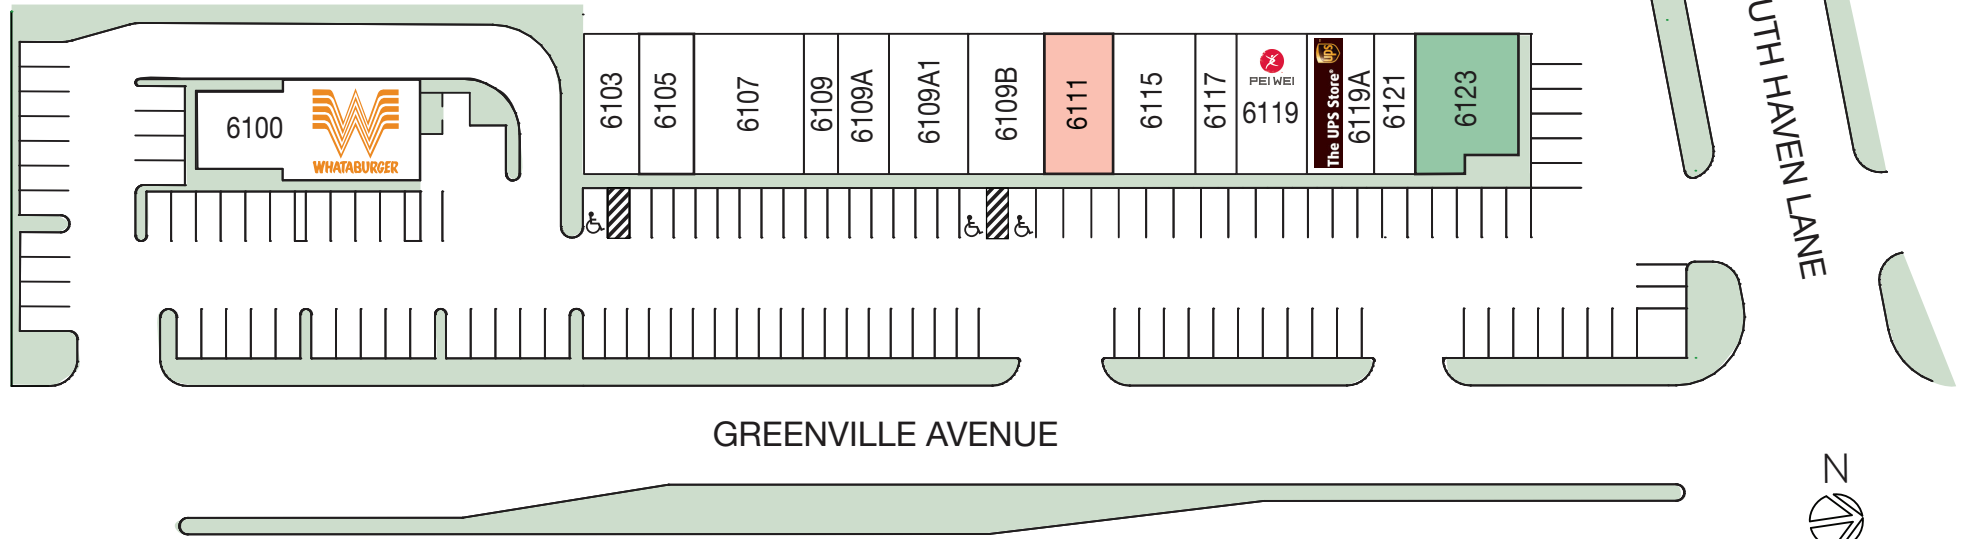 6100
WHATABURGER
6103
6105
6107
6109
6109A
6109A1
6109B
6111
6115
6117
PEI WEI
6119
ups
The UPS Store®
6119A
6121
6123
UTH HAVEN LANE
GREENVILLE AVENUE
N